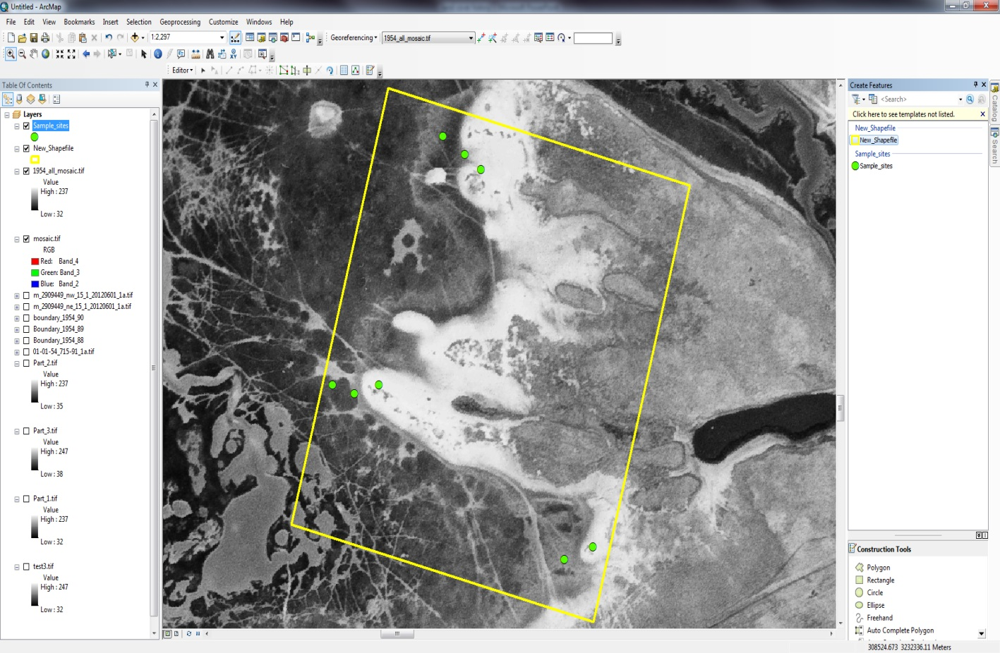 Untitled - ArcMap
File Edit View Bookmarks Insert Selection Geoprocessing Customize Windows Help
1:2,297
Georeferencing
1954_all_mosaic.tif
Editor
Table Of Contents
Layers
Sample_sites
New_Shapefile
1954_all_mosaic.tif
Value
High : 237
Low : 32
mosaic.tif
RGB
Red: Band_4
Green: Band_3
Blue: Band_2
m_2909449_nw_15_1_20120601_1a.tif
m_2909449_ne_15_1_20120601_1a.tif
boundary_1954_90
Boundary_1954_89
Boundary_1954_88
01-01-54_715-91_1a.tif
Part_2.tif
Value
High : 237
Low : 35
Part_3.tif
Value
High : 247
Low : 38
Part_1.tif
Value
High : 237
Low : 32
test3.tif
Value
High : 247
Low : 32
Create Features
<Search>
Click here to see templates not listed.
New_Shapefile
New_Shapefile
Sample_sites
Sample_sites
Construction Tools
Polygon
Rectangle
Circle
Ellipse
Freehand
Auto Complete Polygon
Catalog
Search
308524.673 3232336.11 Meters